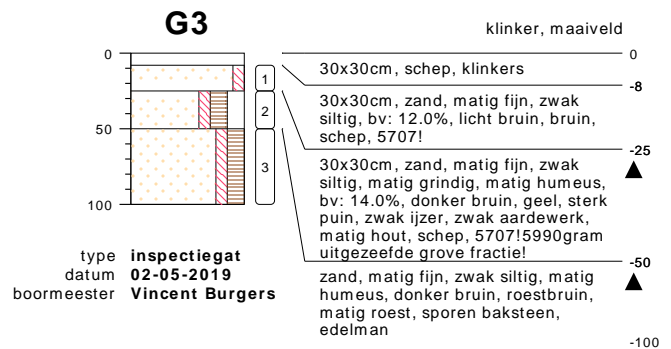 G3
klinker, maaiveld
0
0
30x30cm, schep, klinkers
-8
1
30x30cm, zand, matig fijn, zwak
siltig, bv: 12.0%, licht bruin, bruin,
schep, 5707!
2
-25
50
30x30cm, zand, matig fijn, zwak
siltig, matig grindig, matig humeus,
bv: 14.0%, donker bruin, geel, sterk
puin, zwak ijzer, zwak aardewerk,
matig hout, schep, 5707!5990gram
uitgezeefde grove fractie!
3
100
-50
zand, matig fijn, zwak siltig, matig
humeus, donker bruin, roestbruin,
matig roest, sporen baksteen,
edelman
-100
type inspectiegat
datum 02-05-2019
boormeester Vincent Burgers